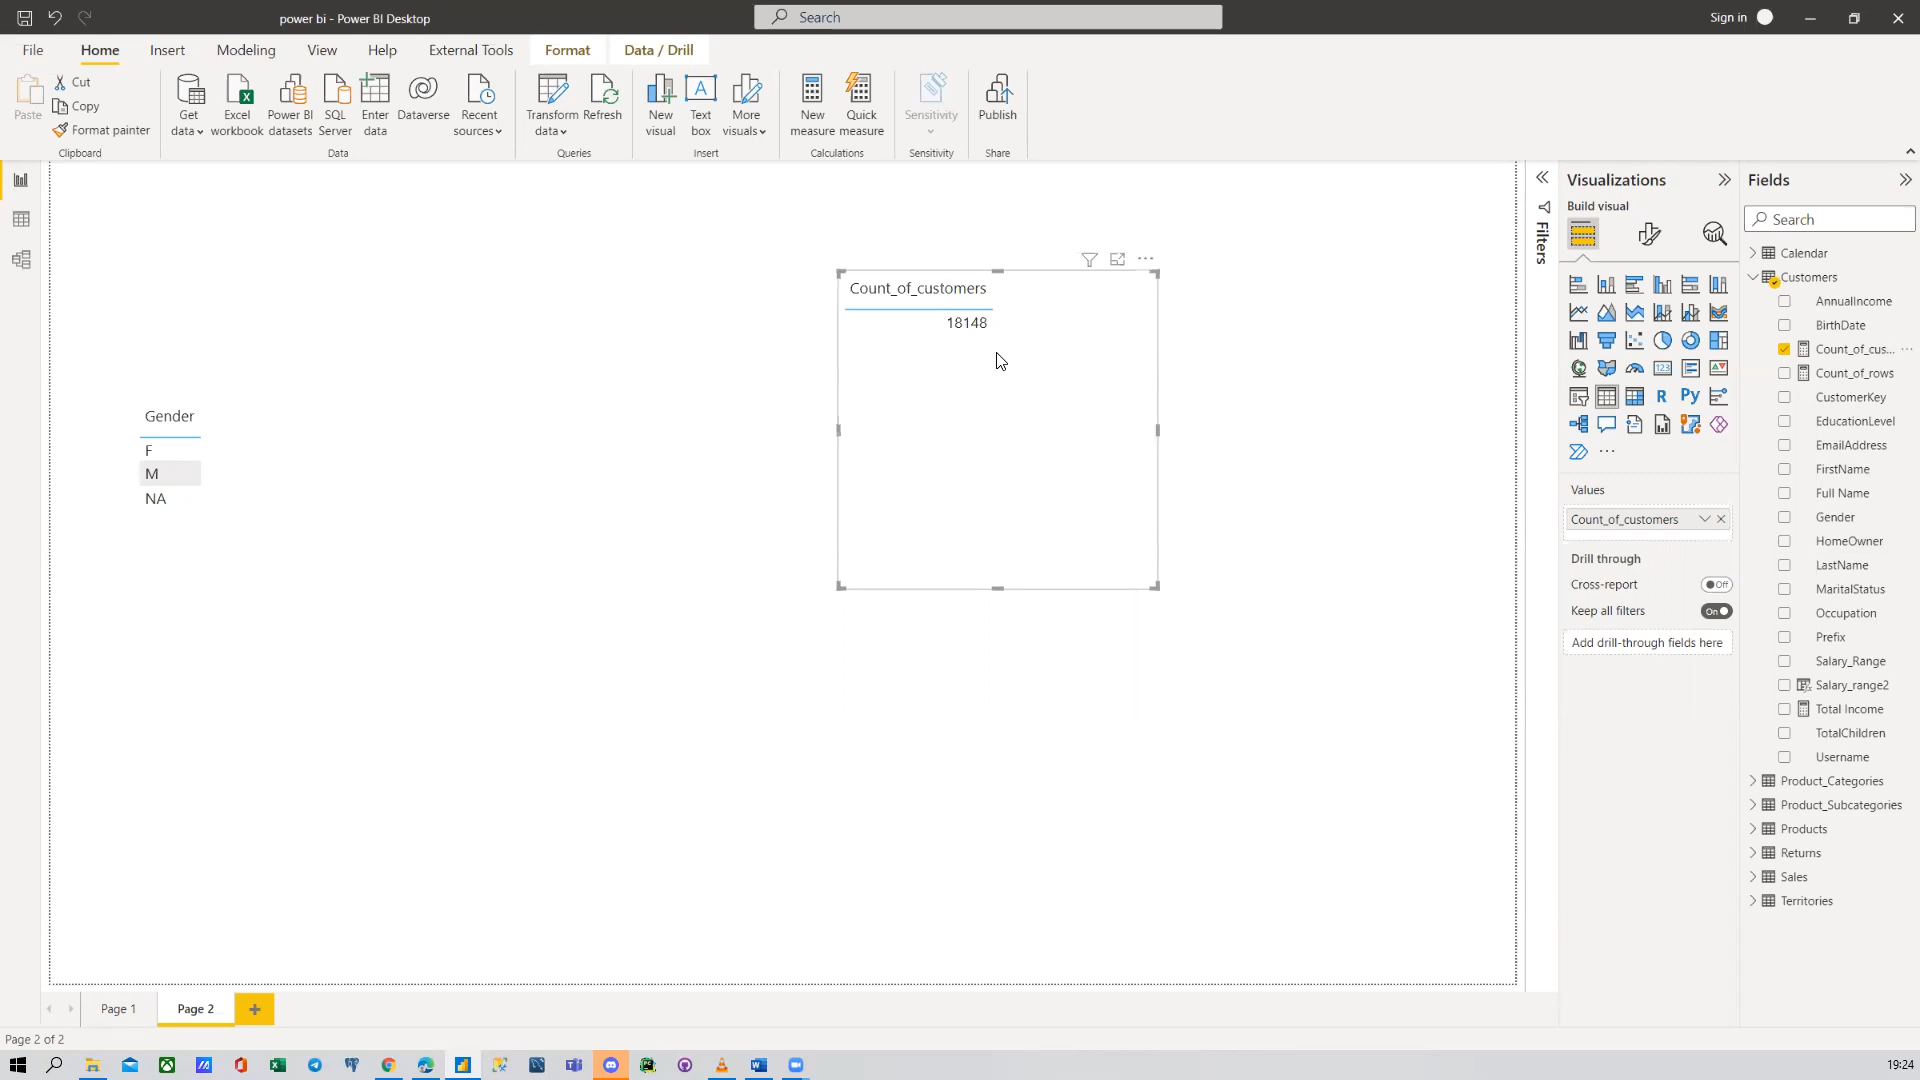 power bi - Power BI Desktop
Search
Sign in
File
Home
Insert
Modeling
View
Help
External Tools
Format
Data / Drill
Paste
Cut
Copy
Format painter
Clipboard
Get data
Excel workbook
Power BI datasets
SQL Server
Enter data
Dataverse
Recent sources
Data
Transform data
Refresh
Queries
New visual
A
Text box
More visuals
Insert
New measure
Quick measure
Calculations
Sensitivity
Sensitivity
Publish
Share
Gender
F
M
NA
Count_of_customers
18148
Filters
Visualizations
Build visual
123
R
Py
Values
Count_of_customers
Drill through
Cross-report
Off
Keep all filters
On
Add drill-through fields here
Fields
Search
Calendar
Customers
AnnualIncome
BirthDate
Count_of_cus...
Count_of_rows
CustomerKey
EducationLevel
EmailAddress
FirstName
Full Name
Gender
HomeOwner
LastName
MaritalStatus
Occupation
Prefix
Salary_Range
Salary_range2
Total Income
TotalChildren
Username
Product_Categories
Product_Subcategories
Products
Returns
Sales
Territories
Page 1
Page 2
Page 2 of 2
19:24